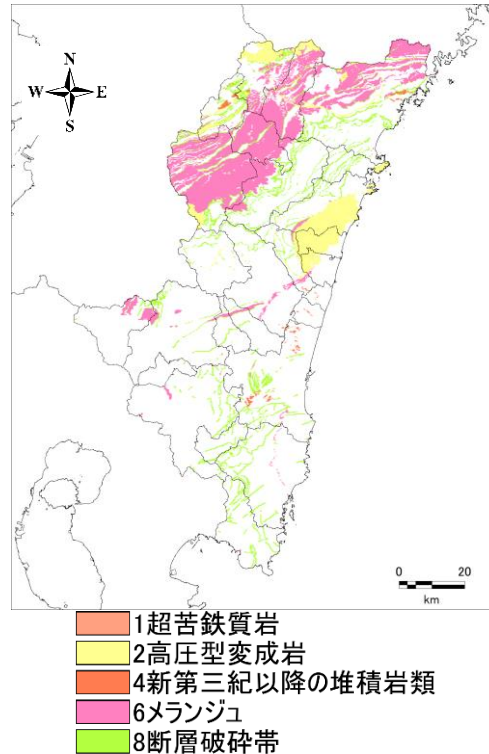 N
W E
S
0 20
km
1超苦鉄質岩
2高圧型変成岩
4新第三紀以降の堆積岩類
6メランジュ
8断層破砕帯